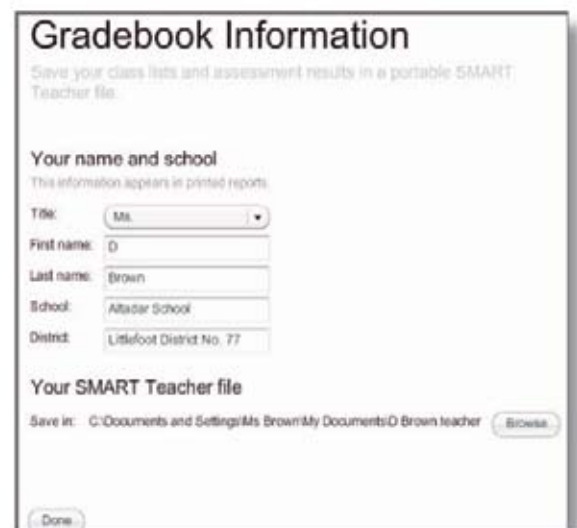 Gradebook Information
Save your class lists and assessment results in a portable SMART
Teacher file.
Your name and school
This information appears in printed reports.
Title: Ms.
First name: D
Last name: Brown
School: Altadar School
District: Littlefoot District No. 77
Your SMART Teacher file
Save in: C:\Documents and Settings\Ms Brown\My Documents\D Brown.teacher Browse
Done